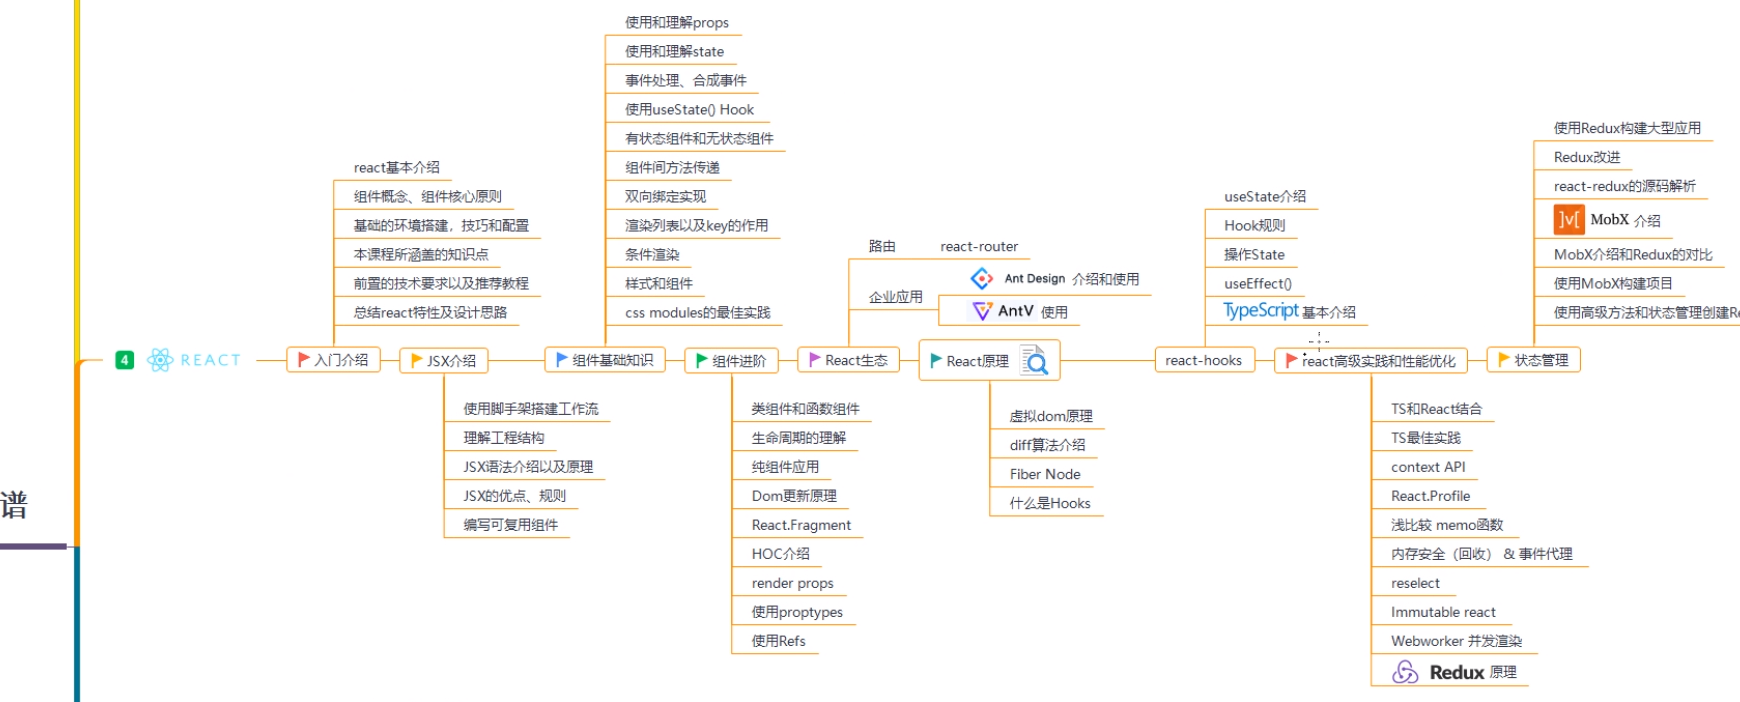 谱
4
REACT
入门介绍
react基本介绍
组件概念、组件核心原则
基础的环境搭建，技巧和配置
本课程所涵盖的知识点
前置的技术要求以及推荐教程
总结react特性及设计思路
JSX介绍
使用脚手架搭建工作流
理解工程结构
JSX语法介绍以及原理
JSX的优点、规则
编写可复用组件
组件基础知识
使用和理解props
使用和理解state
事件处理、合成事件
使用useState() Hook
有状态组件和无状态组件
组件间方法传递
双向绑定实现
渲染列表以及key的作用
条件渲染
样式和组件
css modules的最佳实践
组件进阶
类组件和函数组件
生命周期的理解
纯组件应用
Dom更新原理
React.Fragment
HOC介绍
render props
使用proptypes
使用Refs
React生态
路由 react-router
企业应用
Ant Design 介绍和使用
AntV 使用
React原理
虚拟dom原理
diff算法介绍
Fiber Node
什么是Hooks
react-hooks
useState介绍
Hook规则
操作State
useEffect()
TypeScript 基本介绍
react高级实践和性能优化
TS和React结合
TS最佳实践
context API
React.Profile
浅比较 memo函数
内存安全（回收） & 事件代理
reselect
Immutable react
Webworker 并发渲染
Redux 原理
状态管理
使用Redux构建大型应用
Redux改进
react-redux的源码解析
MobX 介绍
MobX介绍和Redux的对比
使用MobX构建项目
使用高级方法和状态管理创建Re